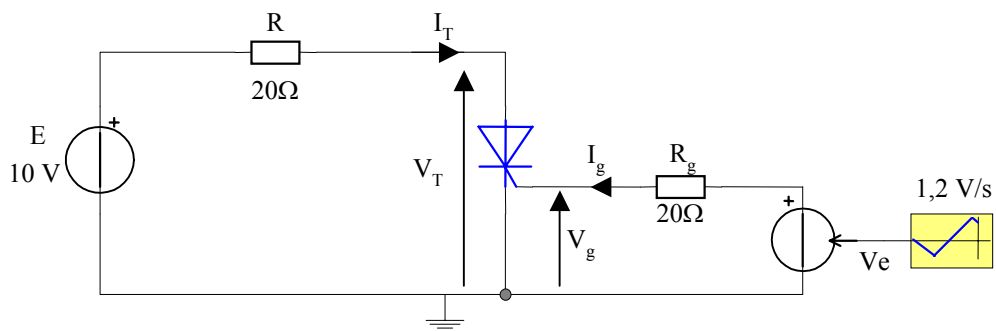 R
I_T
20Ω
E
10 V
+
V_T
I_g
R_g
20Ω
V_g
+
Ve
1,2 V/s